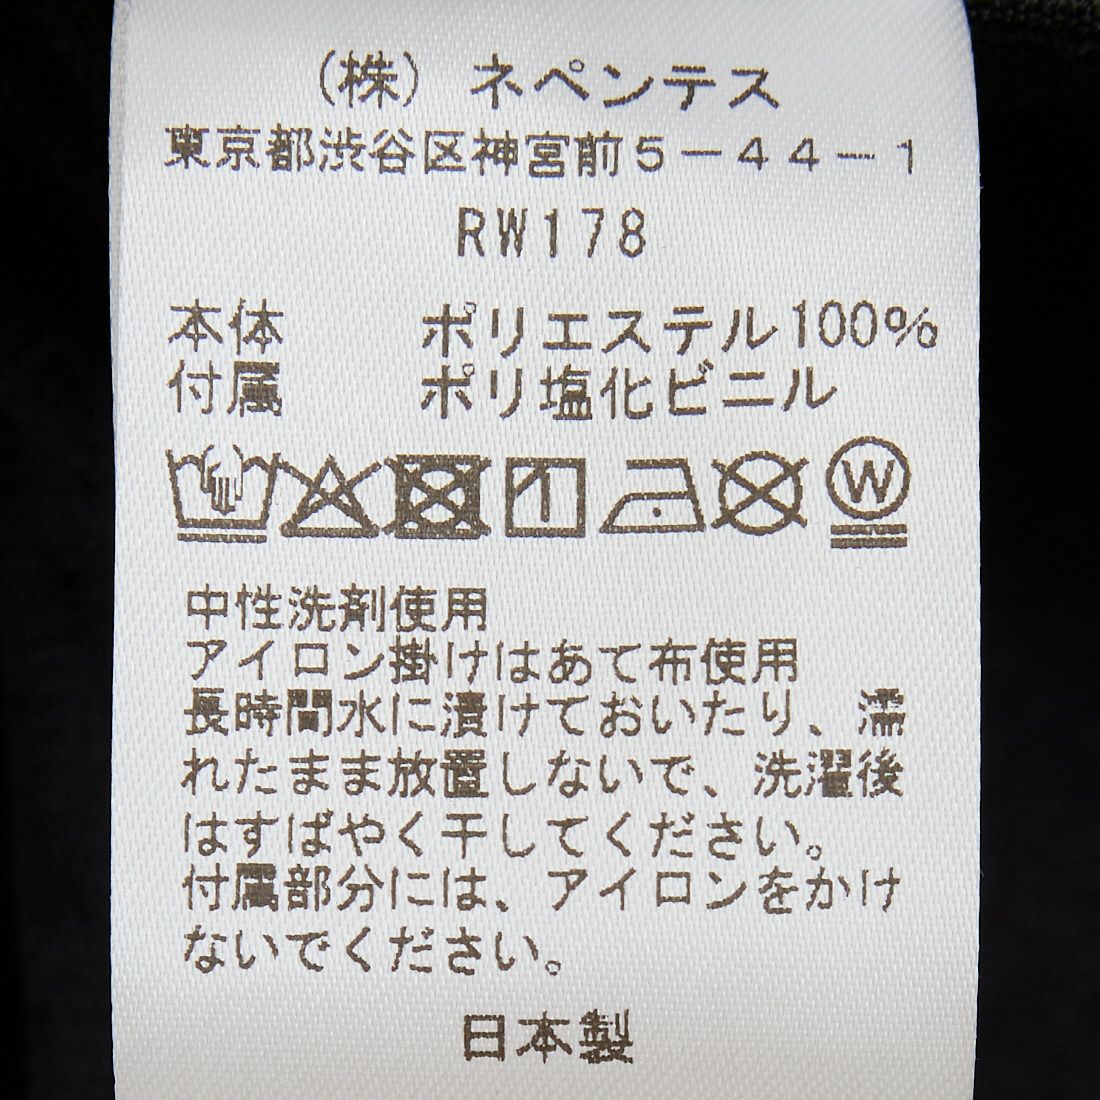 (株) ネペンテス
東京都渋谷区神宮前5-44-1
RW178
本体 ポリエステル100%
付属 ポリ塩化ビニル
W
中性洗剤使用
アイロン掛けはあて布使用
長時間水に漬けておいたり、濡
れたまま放置しないで、洗濯後
はすばやく干してください。
付属部分には、アイロンをかけ
ないでください。
日本製